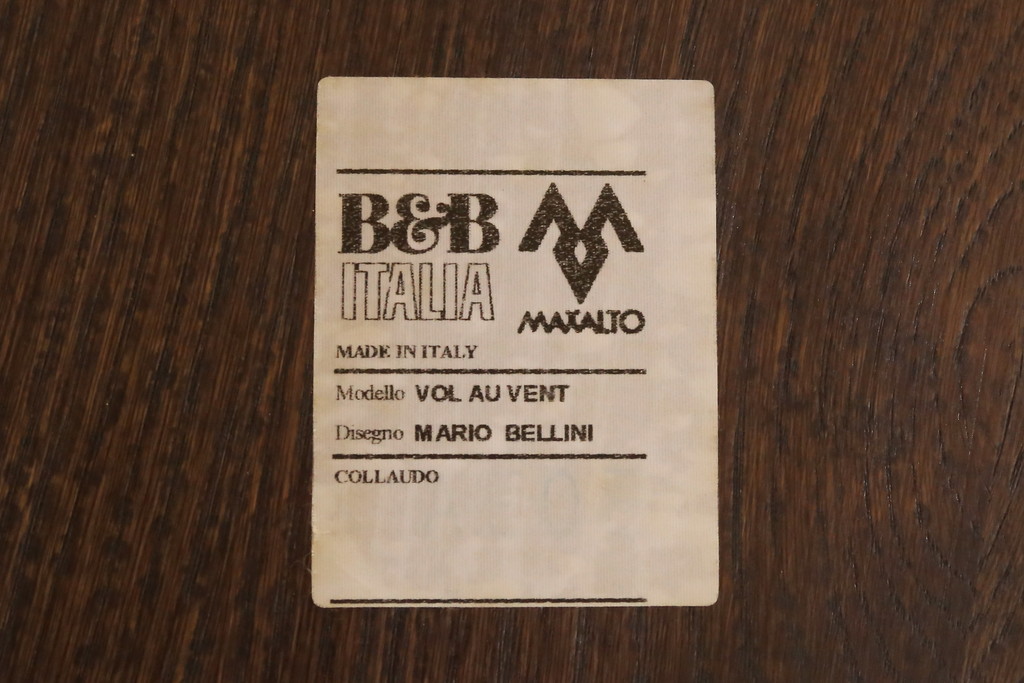 B&B
ITALIA
MAXALTO
MADE IN ITALY
Modello VOL AU VENT
Disegno MARIO BELLINI
COLLAUDO